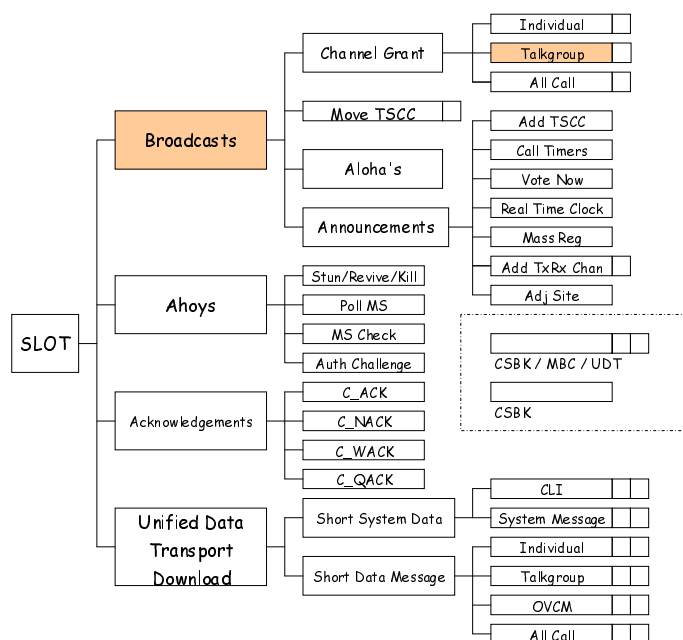 SLOT
Broadcasts
Channel Grant
Individual
Talkgroup
All Call
Move TSCC
Aloha's
Announcements
Add TSCC
Call Timers
Vote Now
Real Time Clock
Mass Reg
Add TxRx Chan
Adj Site
Ahoys
Stun/Revive/Kill
Poll MS
MS Check
Auth Challenge
CSBK / MBC / UDT
CSBK
Acknowledgements
C_ACK
C_NACK
C_WACK
C_QACK
Unified Data
Transport
Download
Short System Data
CLI
System Message
Short Data Message
Individual
Talkgroup
OVCM
All Call